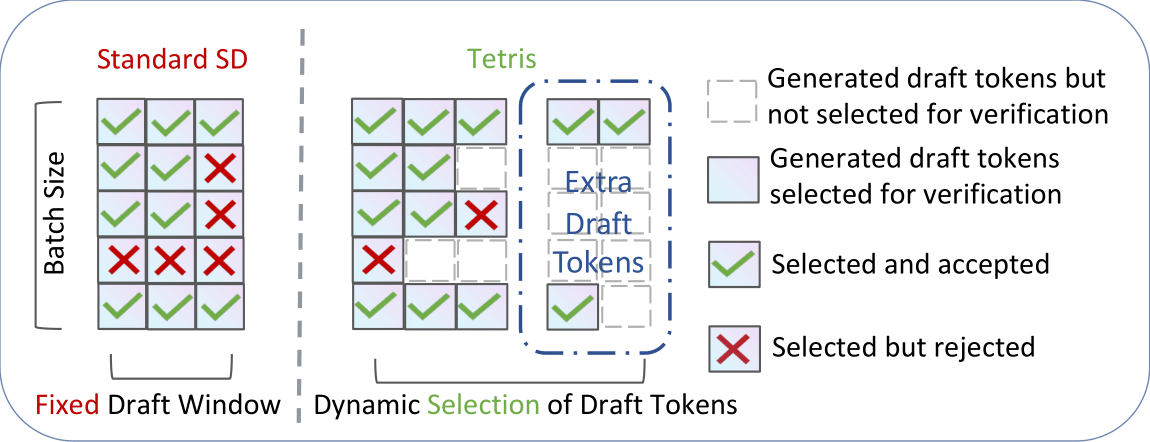 Standard SD
Tetris
Batch Size
Extra
Draft
Tokens
Fixed Draft Window
Dynamic Selection of Draft Tokens
Generated draft tokens but
not selected for verification
Generated draft tokens
selected for verification
Selected and accepted
Selected but rejected